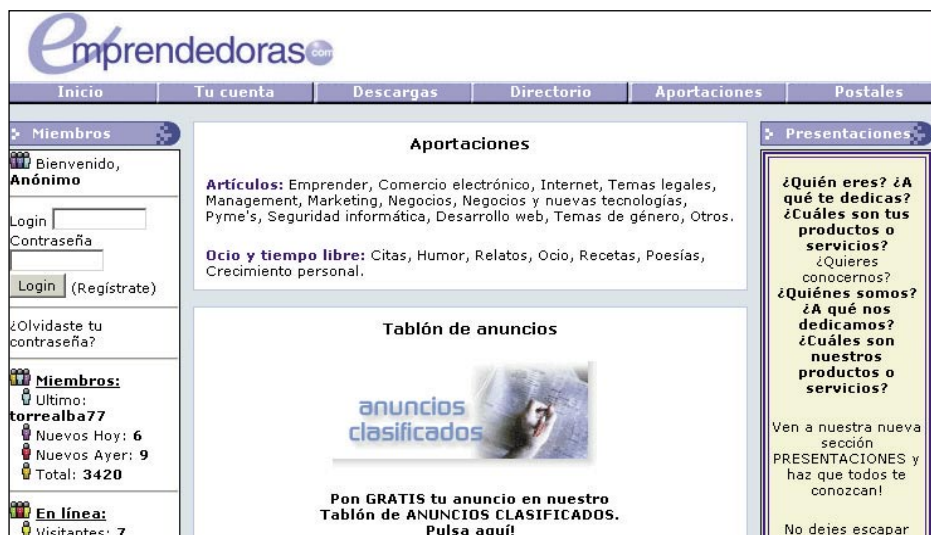 emprendedoras.com
Inicio Tu cuenta Descargas Directorio Aportaciones Postales
Miembros
Bienvenido,
Anónimo
Login
Contraseña
Login (Regístrate)
¿Olvidaste tu
contraseña?
Miembros:
Ultimo:
torrealba77
Nuevos Hoy: 6
Nuevos Ayer: 9
Total: 3420
En línea:
Visitantes: 7
Aportaciones
Artículos: Emprender, Comercio electrónico, Internet, Temas legales,
Management, Marketing, Negocios, Negocios y nuevas tecnologías,
Pyme's, Seguridad informática, Desarrollo web, Temas de género, Otros.
Ocio y tiempo libre: Citas, Humor, Relatos, Ocio, Recetas, Poesías,
Crecimiento personal.
Tablón de anuncios
anuncios
clasificados
Pon GRATIS tu anuncio en nuestro
Tablón de ANUNCIOS CLASIFICADOS.
Pulsa aquí!
Presentaciones
¿Quién eres? ¿A
qué te dedicas?
¿Cuáles son tus
productos o
servicios?
¿Quieres
conocernos?
¿Quiénes somos?
¿A qué nos
dedicamos?
¿Cuáles son
nuestros
productos o
servicios?
Ven a nuestra nueva
sección
PRESENTACIONES y
haz que todos te
conozcan!
No dejes escapar